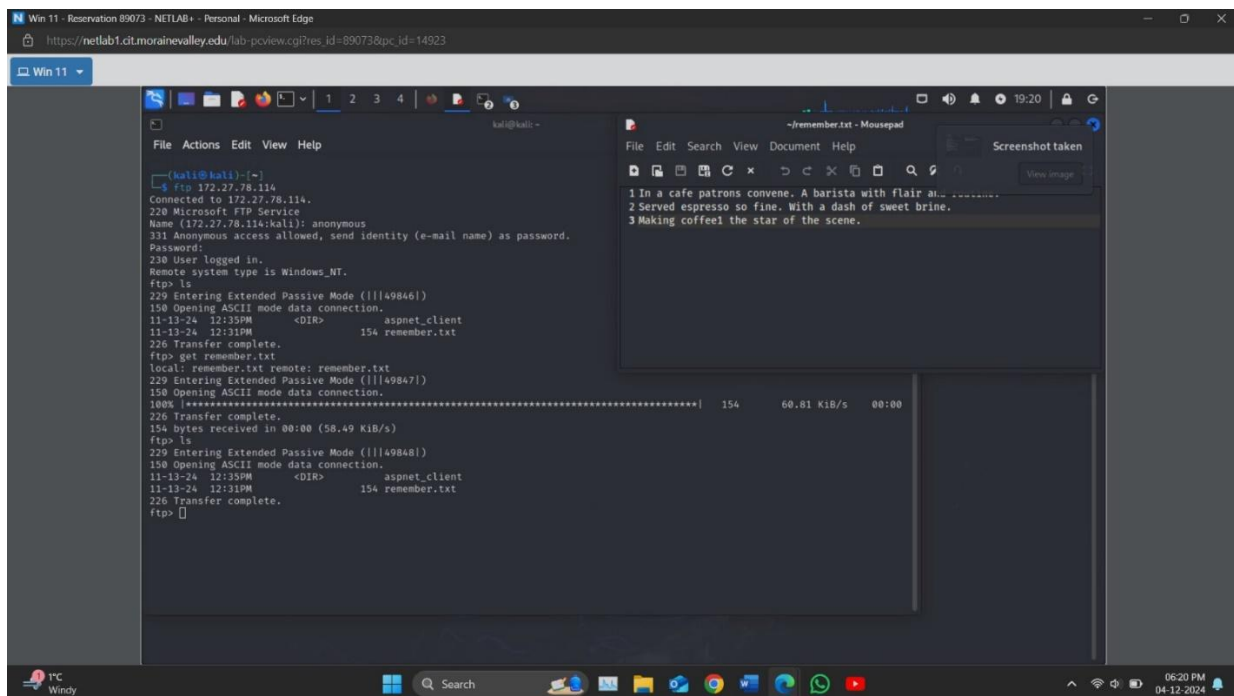 Win 11 - Reservation 89073 - NETLAB+ - Personal - Microsoft Edge
https://netlab1.cit.morainevalley.edu/lab-pcview.cgi?res_id=89073&pc_id=14923
Win 11
1 2 3 4
19:20
kali@kali: ~
File Actions Edit View Help
(kali㉿kali)-[~]
$ ftp 172.27.78.114
Connected to 172.27.78.114.
220 Microsoft FTP Service
Name (172.27.78.114:kali): anonymous
331 Anonymous access allowed, send identity (e-mail name) as password.
Password:
230 User logged in.
Remote system type is Windows_NT.
ftp> ls
229 Entering Extended Passive Mode (|||49846|)
150 Opening ASCII mode data connection.
11-13-24 12:35PM <DIR> aspnet_client
11-13-24 12:31PM 154 remember.txt
226 Transfer complete.
ftp> get remember.txt
local: remember.txt remote: remember.txt
229 Entering Extended Passive Mode (|||49847|)
150 Opening ASCII mode data connection.
100% |***********************************************************************************| 154 60.81 KiB/s 00:00
226 Transfer complete.
154 bytes received in 00:00 (58.49 KiB/s)
ftp> ls
229 Entering Extended Passive Mode (|||49848|)
150 Opening ASCII mode data connection.
11-13-24 12:35PM <DIR> aspnet_client
11-13-24 12:31PM 154 remember.txt
226 Transfer complete.
ftp>
~/remember.txt - Mousepad
File Edit Search View Document Help
Screenshot taken
View image
1 In a cafe patrons convene. A barista with flair
2 Served espresso so fine. With a dash of sweet brine.
3 Making coffee1 the star of the scene.
1°C
Windy
Search
06:20 PM
04-12-2024